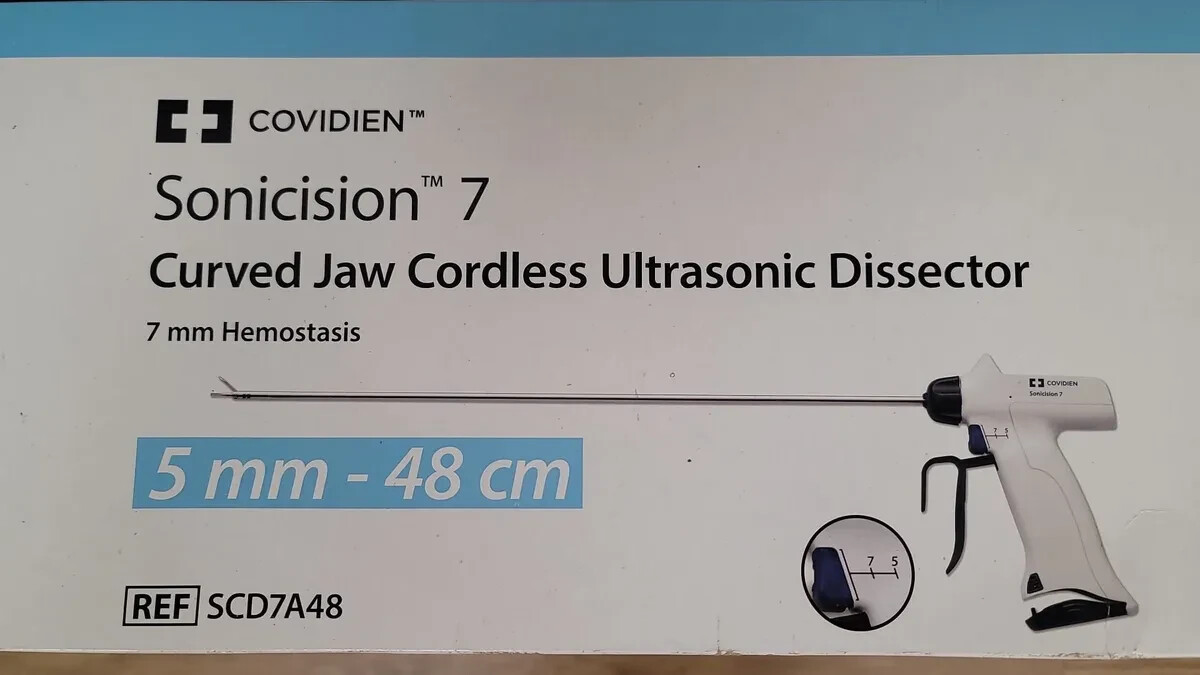 COVIDIEN™
Sonicision™ 7
Curved Jaw Cordless Ultrasonic Dissector
7 mm Hemostasis
COVIDIEN
Sonicision 7
7 5
5 mm - 48 cm
7 5
REF SCD7A48